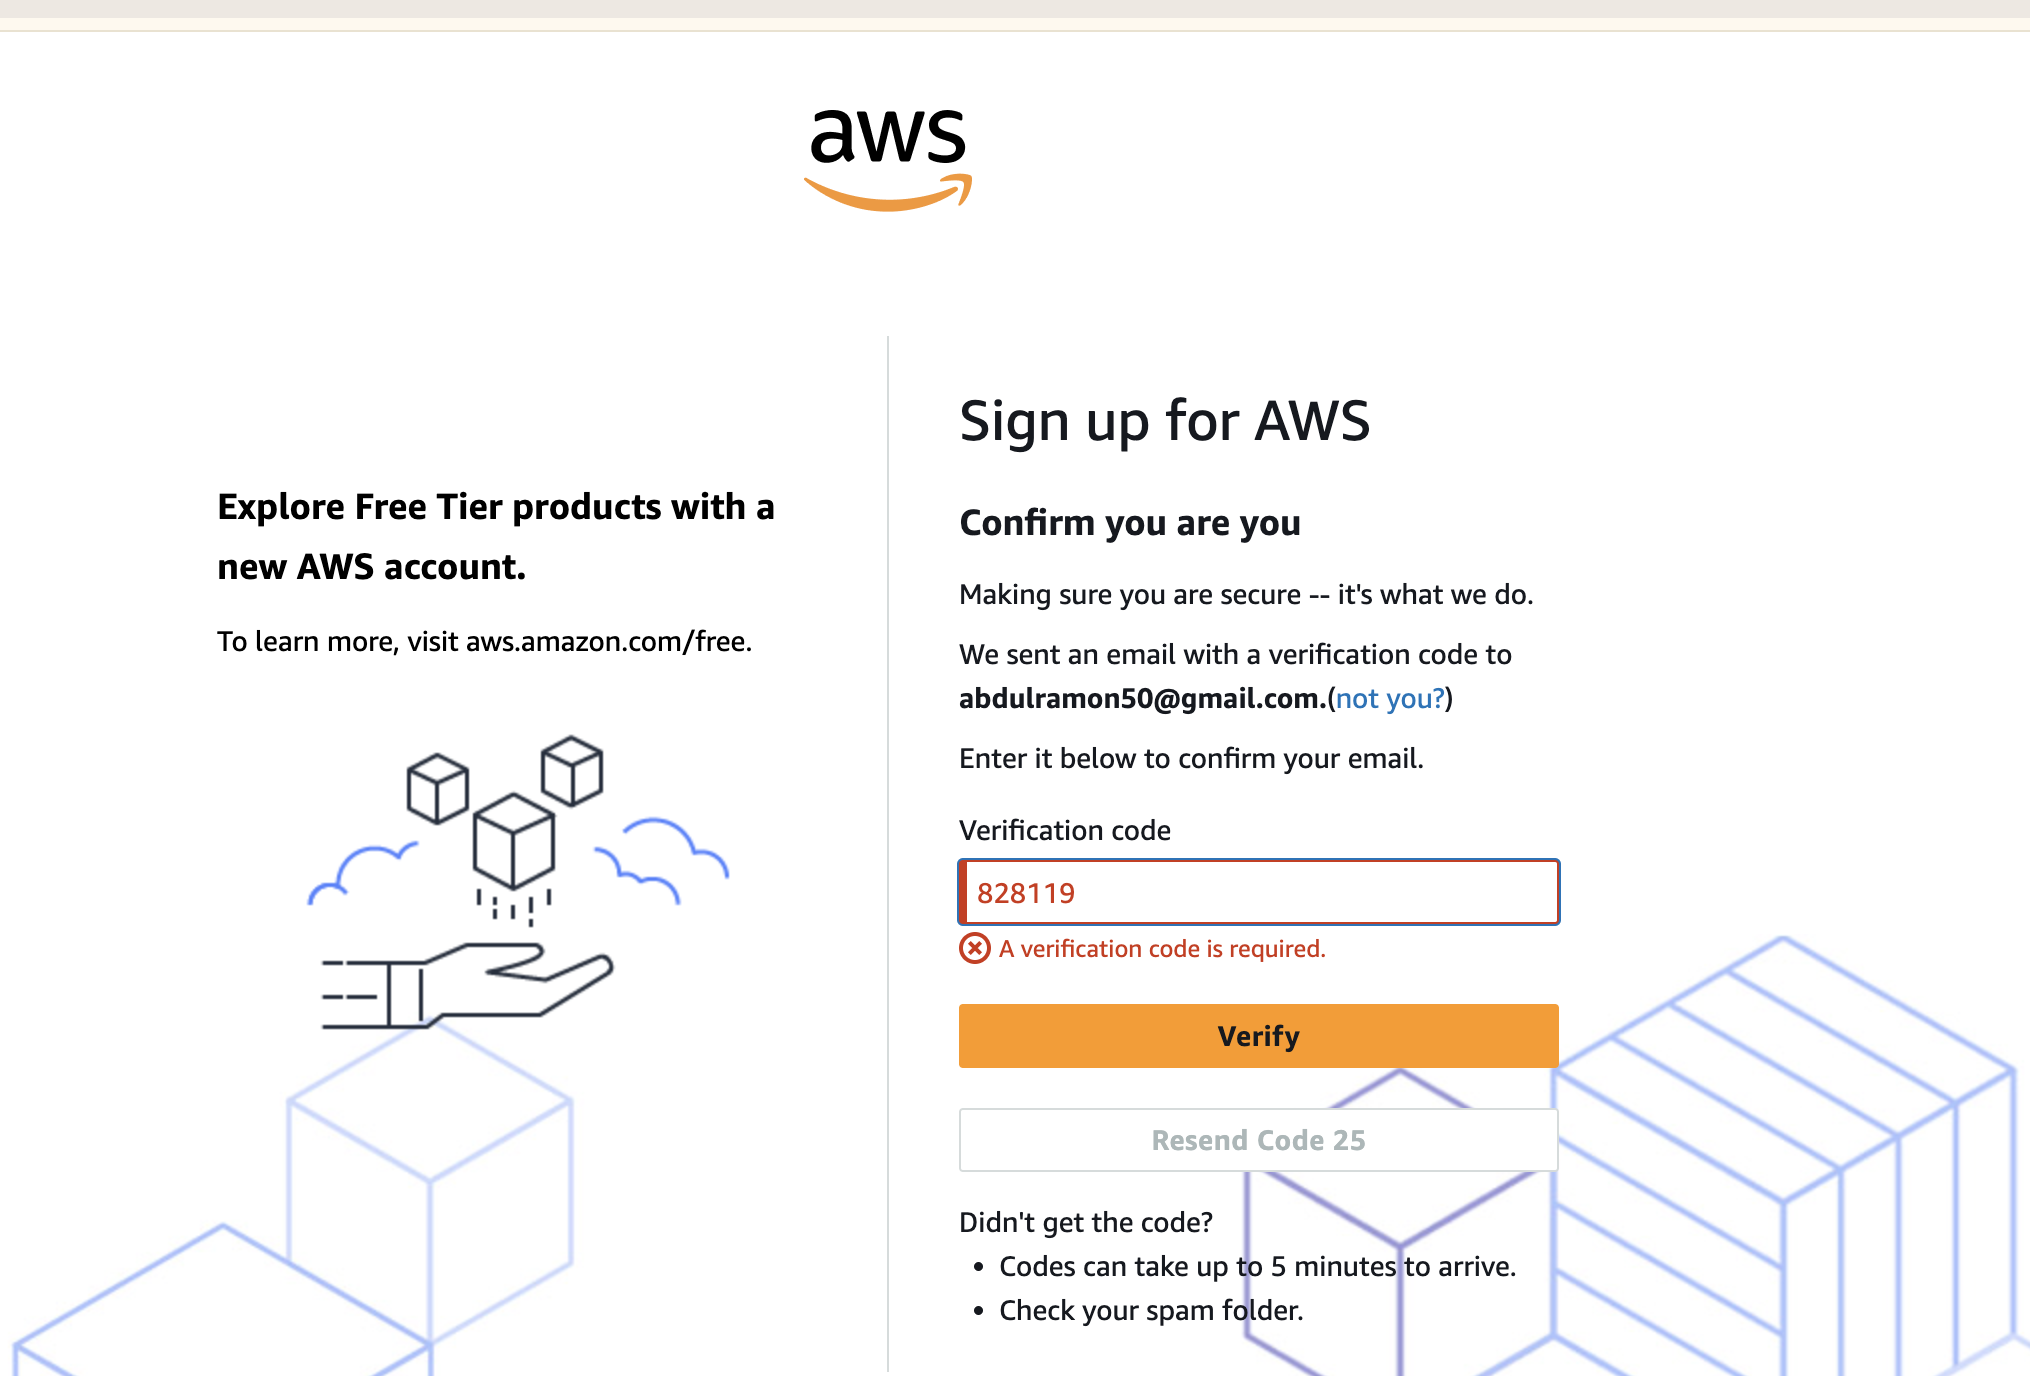 aws
Explore Free Tier products with a
new AWS account.
To learn more, visit aws.amazon.com/free.
Sign up for AWS
Confirm you are you
Making sure you are secure -- it's what we do.
We sent an email with a verification code to
abdulramon50@gmail.com.(not you?)
Enter it below to confirm your email.
Verification code
828119
A verification code is required.
Verify
Resend Code 25
Didn't get the code?
• Codes can take up to 5 minutes to arrive.
• Check your spam folder.